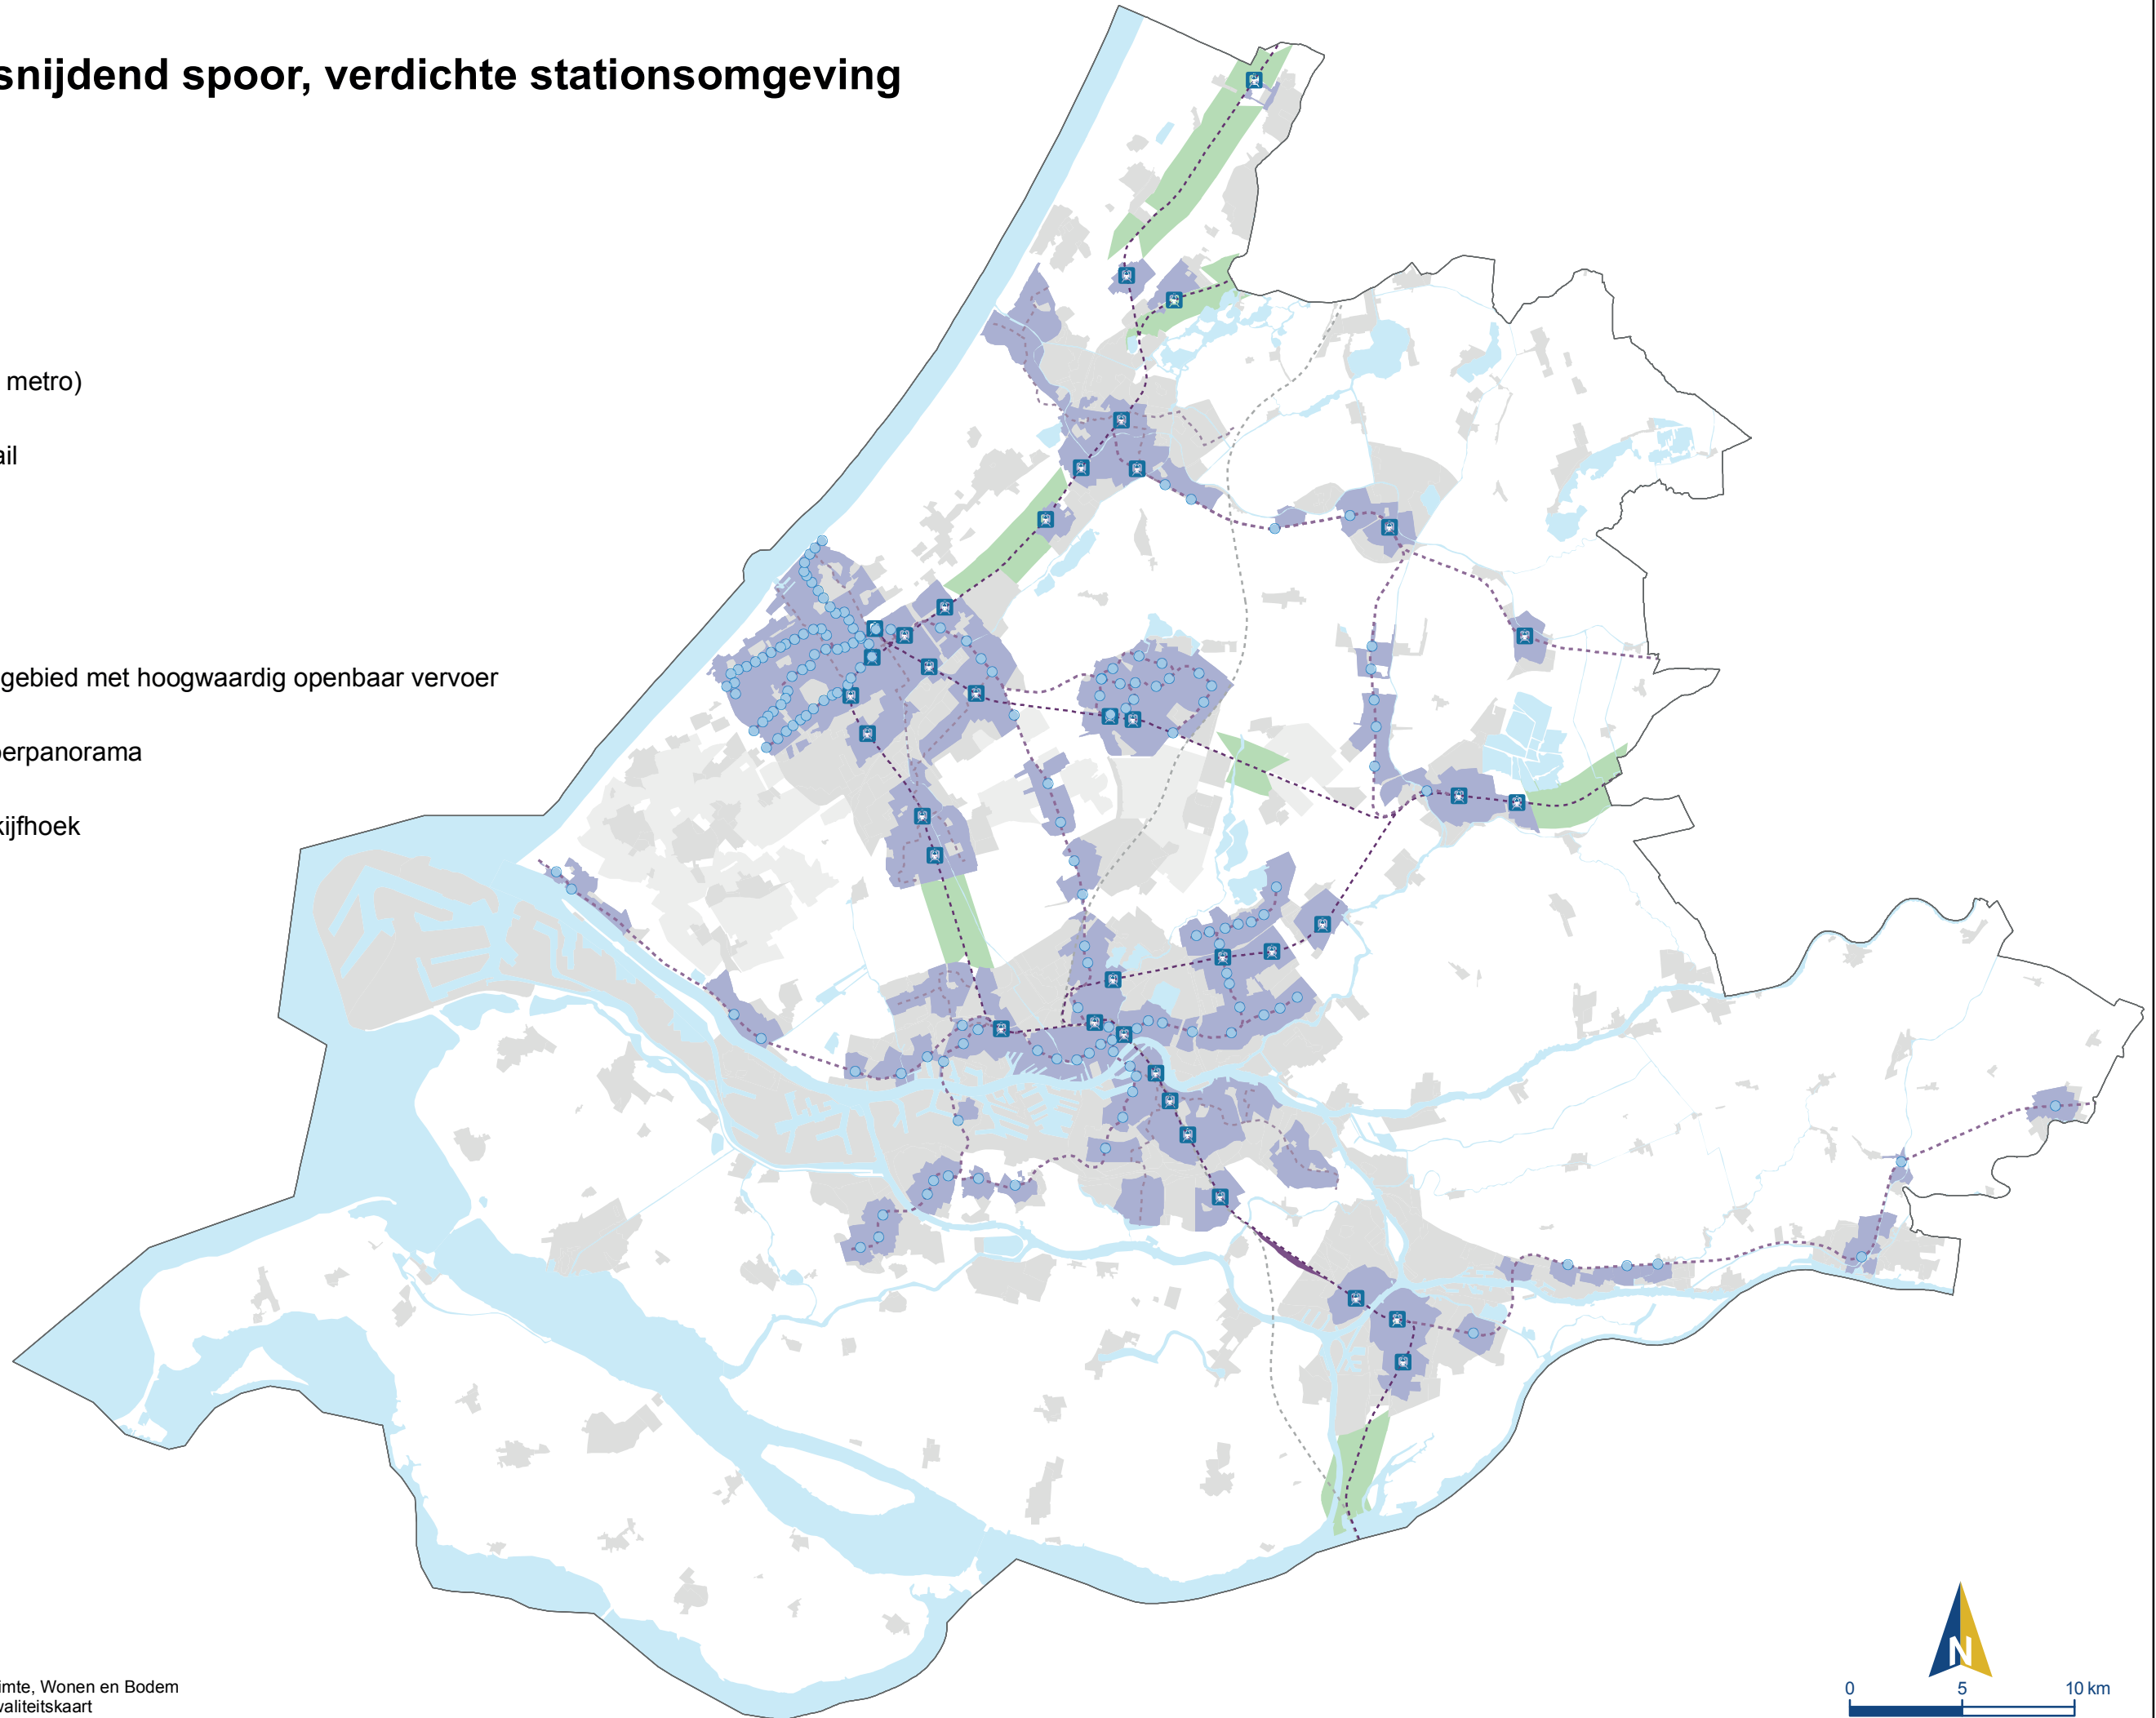 snijdend spoor, verdichte stationsomgeving
metro)
ail
gebied met hoogwaardig openbaar vervoer
erpanorama
kijfhoek
imte, Wonen en Bodem
valiteitskaart
N
0 5 10 km